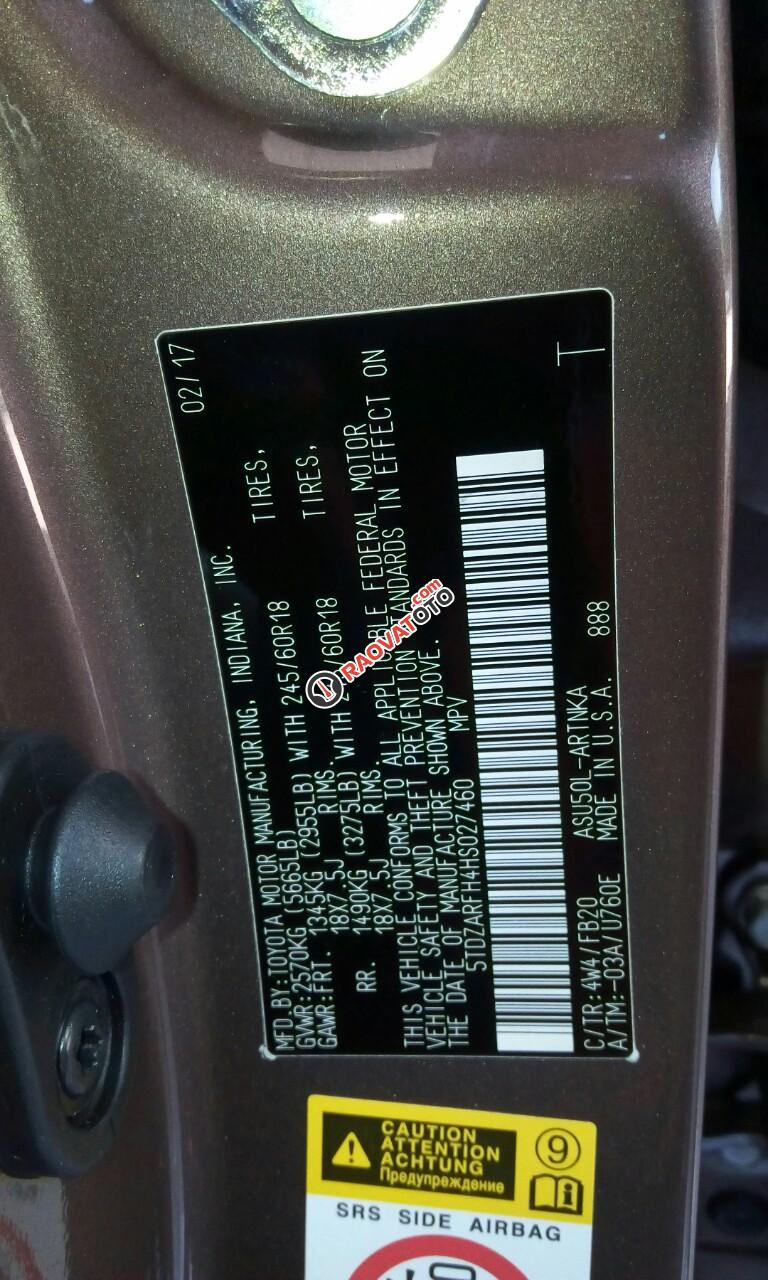 MFD.BY:TOYOTA MOTOR MANUFACTURING, INDIANA, INC. 02/17
GVWR:2570KG (5665LB)
GAWR:FRT. 1345KG (2955LB) WITH 245/60R18 TIRES,
18X7.5J RIMS.
RR. 1490KG (3275LB) WITH /60R18 TIRES,
18X7.5J RIMS.
THIS VEHICLE CONFORMS TO ALL APPLICABLE FEDERAL MOTOR
VEHICLE SAFETY AND THEFT PREVENTION STANDARDS IN EFFECT ON
THE DATE OF MANUFACTURE SHOWN ABOVE.
5TDZARFH4HS027460 MPV
C/TR:4W4/FB20 ASU50L-ARTNKA
A/TM:-03A/U760E MADE IN U.S.A. 888
T
RAOVATOTO.com
CAUTION
ATTENTION
ACHTUNG
Предупреждение
9
i
SRS SIDE AIRBAG